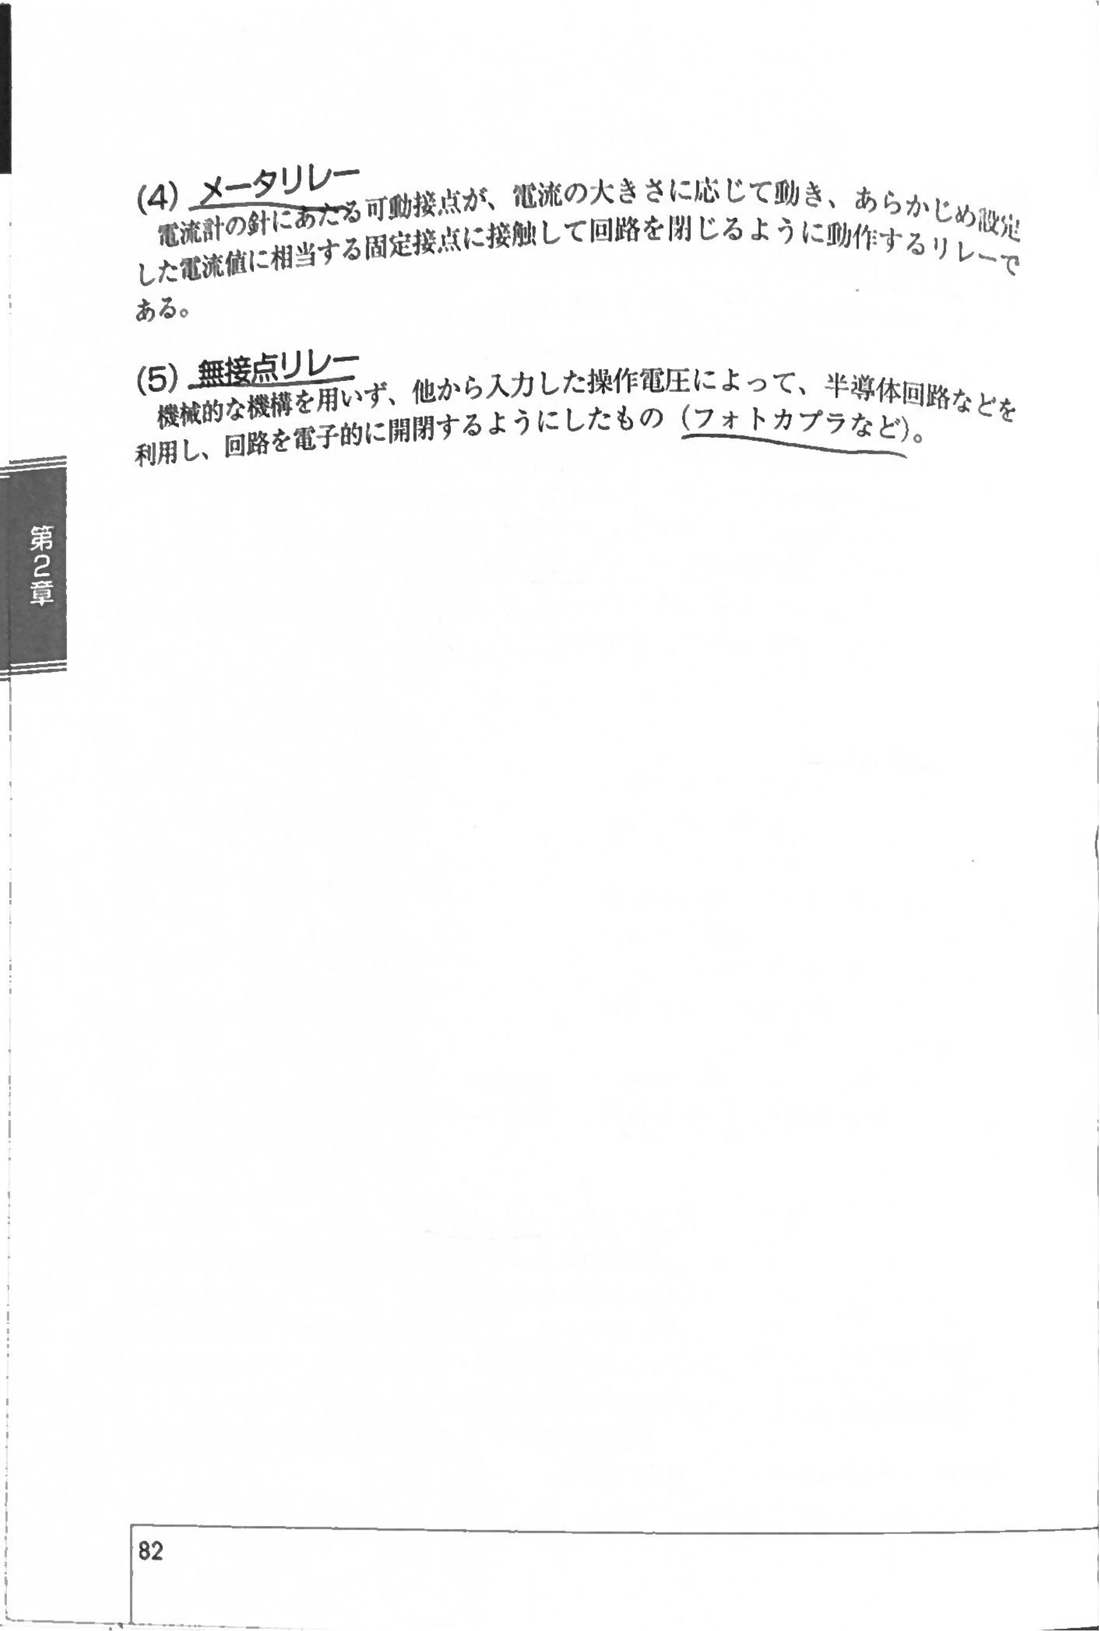 (4) メータリレー
電流計の針にあたる可動接点が、電流の大きさに応じて動き、あらかじめ設定
した電流値に相当する固定接点に接触して回路を閉じるように動作するリレーで
ある。
(5) 無接点リレー
機械的な機構を用いず、他から入力した操作電圧によって、半導体回路などを
利用し、回路を電子的に開閉するようにしたもの（フォトカプラなど）。
第2章
82